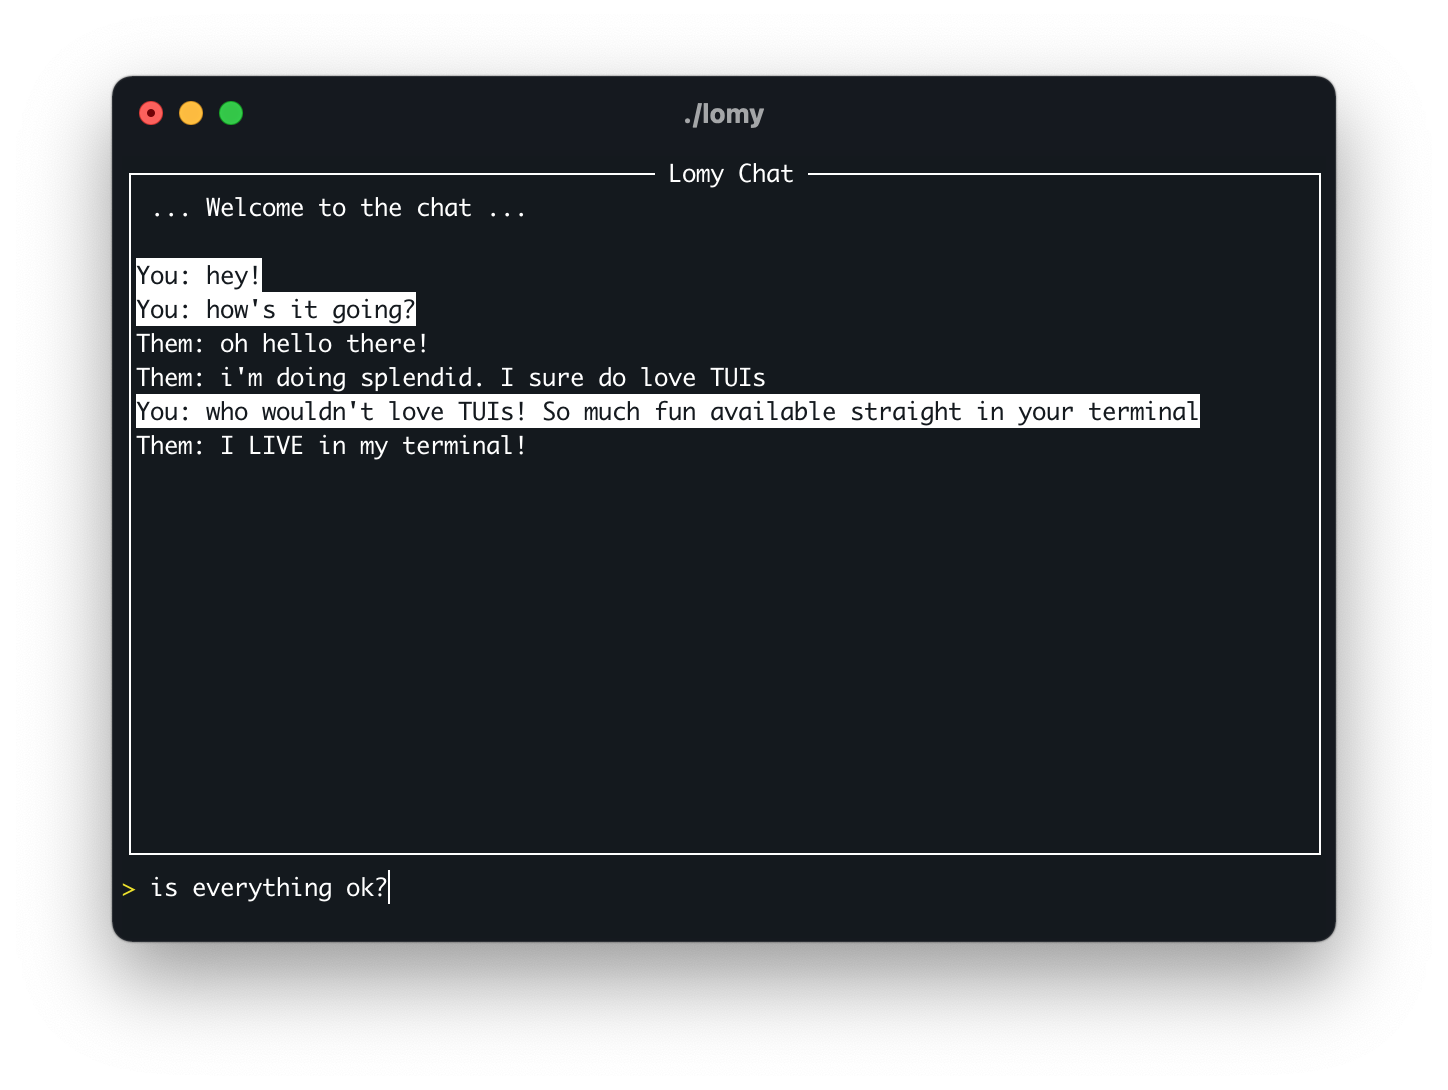 ./lomy
Lomy Chat
... Welcome to the chat ...
You: hey!
You: how's it going?
Them: oh hello there!
Them: i'm doing splendid. I sure do love TUIs
You: who wouldn't love TUIs! So much fun available straight in your terminal
Them: I LIVE in my terminal!
> is everything ok?